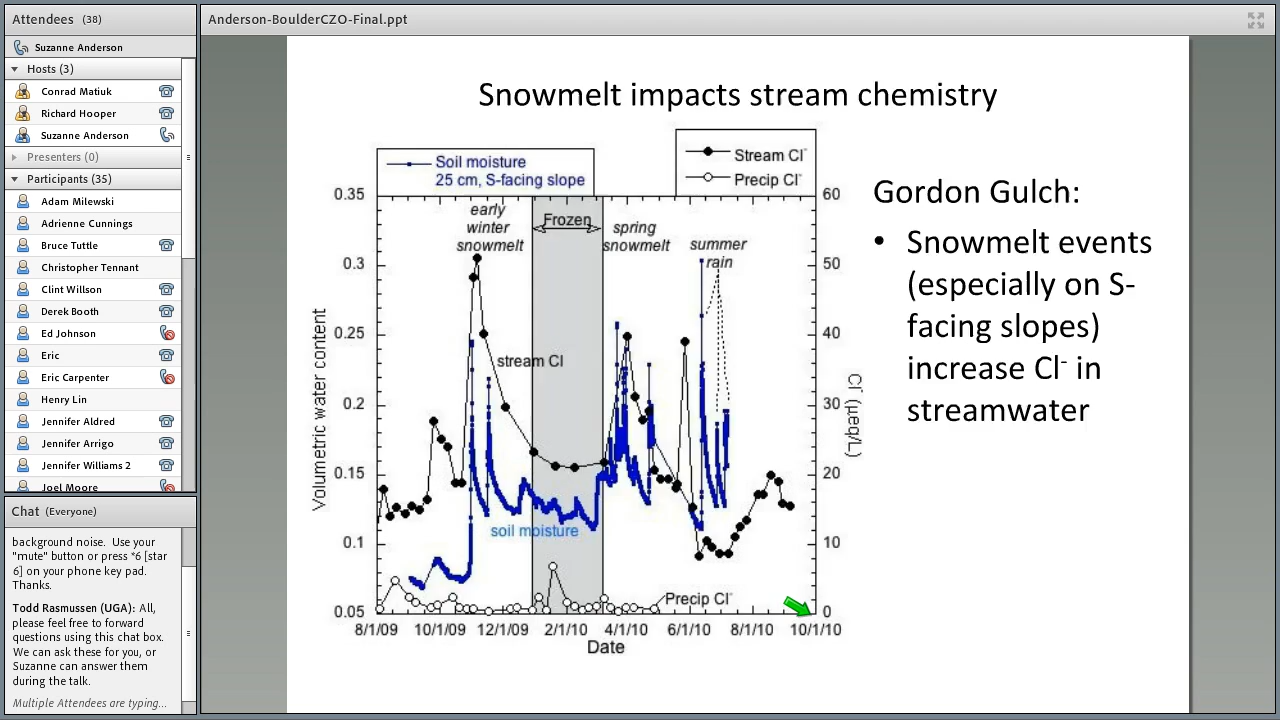 Attendees (38)
Suzanne Anderson
Hosts (3)
Conrad Matiuk
Richard Hooper
Suzanne Anderson
Presenters (0)
Participants (35)
Adam Milewski
Adrienne Cunnings
Bruce Tuttle
Christopher Tennant
Clint Willson
Derek Booth
Ed Johnson
Eric
Eric Carpenter
Henry Lin
Jennifer Aldred
Jennifer Arrigo
Jennifer Williams 2
Joel Moore
Chat (Everyone)
background noise. Use your
"mute" button or press *6 [star
6] on your phone key pad.
Thanks.
Todd Rasmussen (UGA): All,
please feel free to forward
questions using this chat box.
We can ask these for you, or
Suzanne can answer them
during the talk.
Multiple Attendees are typing...
Anderson-BoulderCZO-Final.ppt
Snowmelt impacts stream chemistry
Soil moisture
25 cm, S-facing slope
Stream Cl⁻
Precip Cl⁻
0.35
0.3
0.25
0.2
0.15
0.1
0.05
Volumetric water content
early
winter
snowmelt
Frozen
spring
snowmelt
summer
rain
stream Cl
soil moisture
Precip Cl⁻
60
50
40
30
20
10
0
Cl⁻ (μeq/L)
8/1/09 10/1/09 12/1/09 2/1/10 4/1/10 6/1/10 8/1/10 10/1/10
Date
Gordon Gulch:
• Snowmelt events
(especially on S-
facing slopes)
increase Cl⁻ in
streamwater